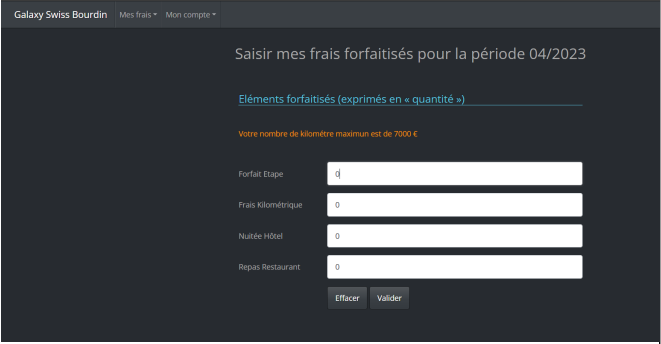 Galaxy Swiss Bourdin Mes frais Mon compte
Saisir mes frais forfaitisés pour la période 04/2023
Eléments forfaitisés (exprimés en « quantité »)
Votre nombre de kilométre maximun est de 7000 €
Forfait Etape 0
Frais Kilométrique 0
Nuitée Hôtel 0
Repas Restaurant 0
Effacer Valider